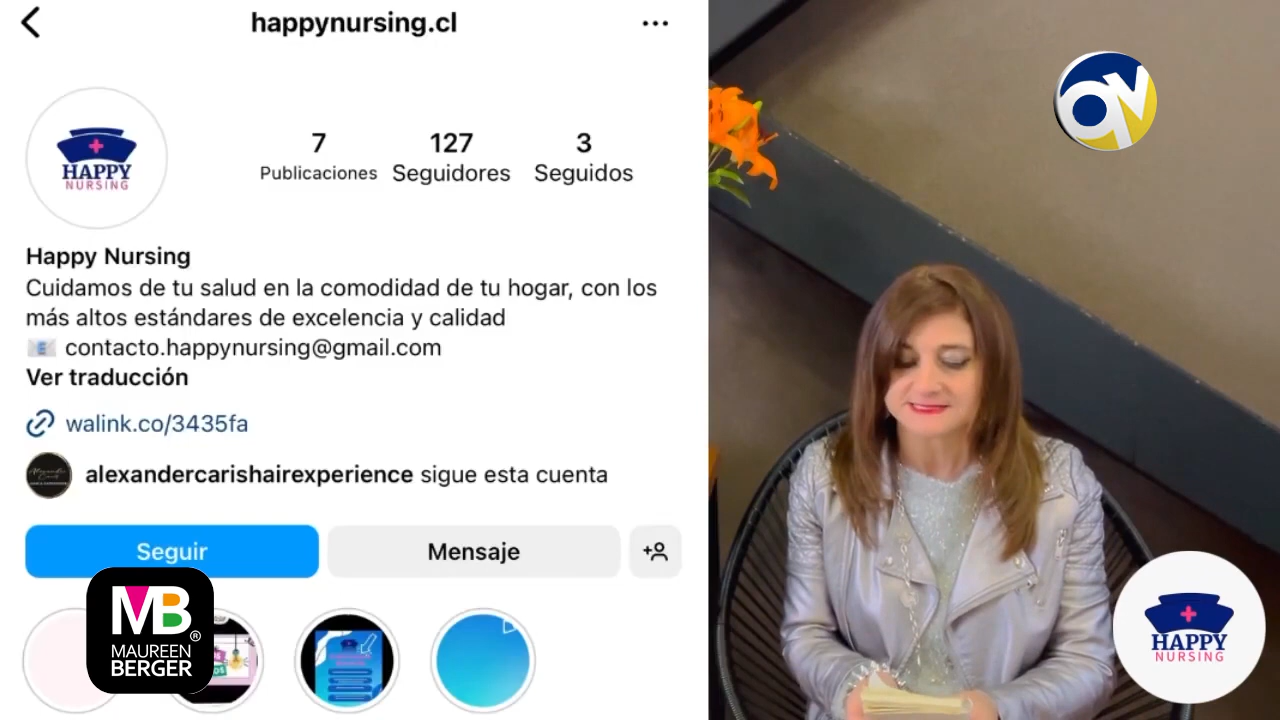 happynursing.cl
HAPPY
NURSING
7
Publicaciones
127
Seguidores
3
Seguidos
Happy Nursing
Cuidamos de tu salud en la comodidad de tu hogar, con los
más altos estándares de excelencia y calidad
contacto.happynursing@gmail.com
Ver traducción
walink.co/3435fa
alexandercarishairexperience sigue esta cuenta
Seguir
Mensaje
MB
MAUREEN
BERGER®
HAPPY
NURSING